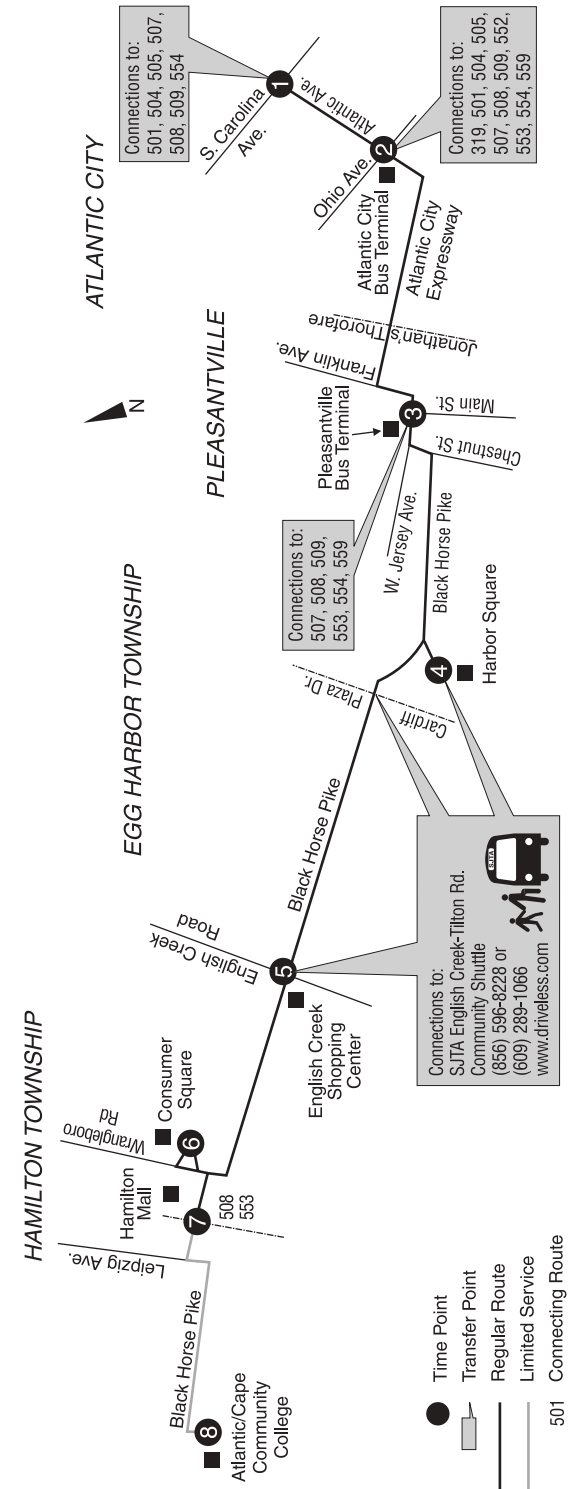 HAMILTON TOWNSHIP
EGG HARBOR TOWNSHIP
PLEASANTVILLE
ATLANTIC CITY
N
Connections to:
501, 504, 505, 507,
508, 509, 554
1
S. Carolina
Ave.
Atlantic Ave.
2
Ohio Ave.
Atlantic City
Bus Terminal
Connections to:
319, 501, 504, 505,
507, 508, 509, 552,
553, 554, 559
Atlantic City
Expressway
Jonathan's Thorofare
Franklin Ave.
Pleasantville
Bus Terminal
3
Main St.
Chestnut St.
W. Jersey Ave.
Connections to:
507, 508, 509,
553, 554, 559
Black Horse Pike
4
Harbor Square
Plaza Dr.
Cardiff
Black Horse Pike
English Creek
Road
5
English Creek
Shopping
Center
Connections to:
SJTA English Creek-Tilton Rd.
Community Shuttle
(856) 596-8228 or
(609) 289-1066
www.driveless.com
SJTA
Wrangleboro
Rd
Consumer
Square
6
Hamilton
Mall
7
508
553
Leipzig Ave.
Black Horse Pike
8
Atlantic/Cape
Community
College
Time Point
Transfer Point
Regular Route
Limited Service
501 Connecting Route